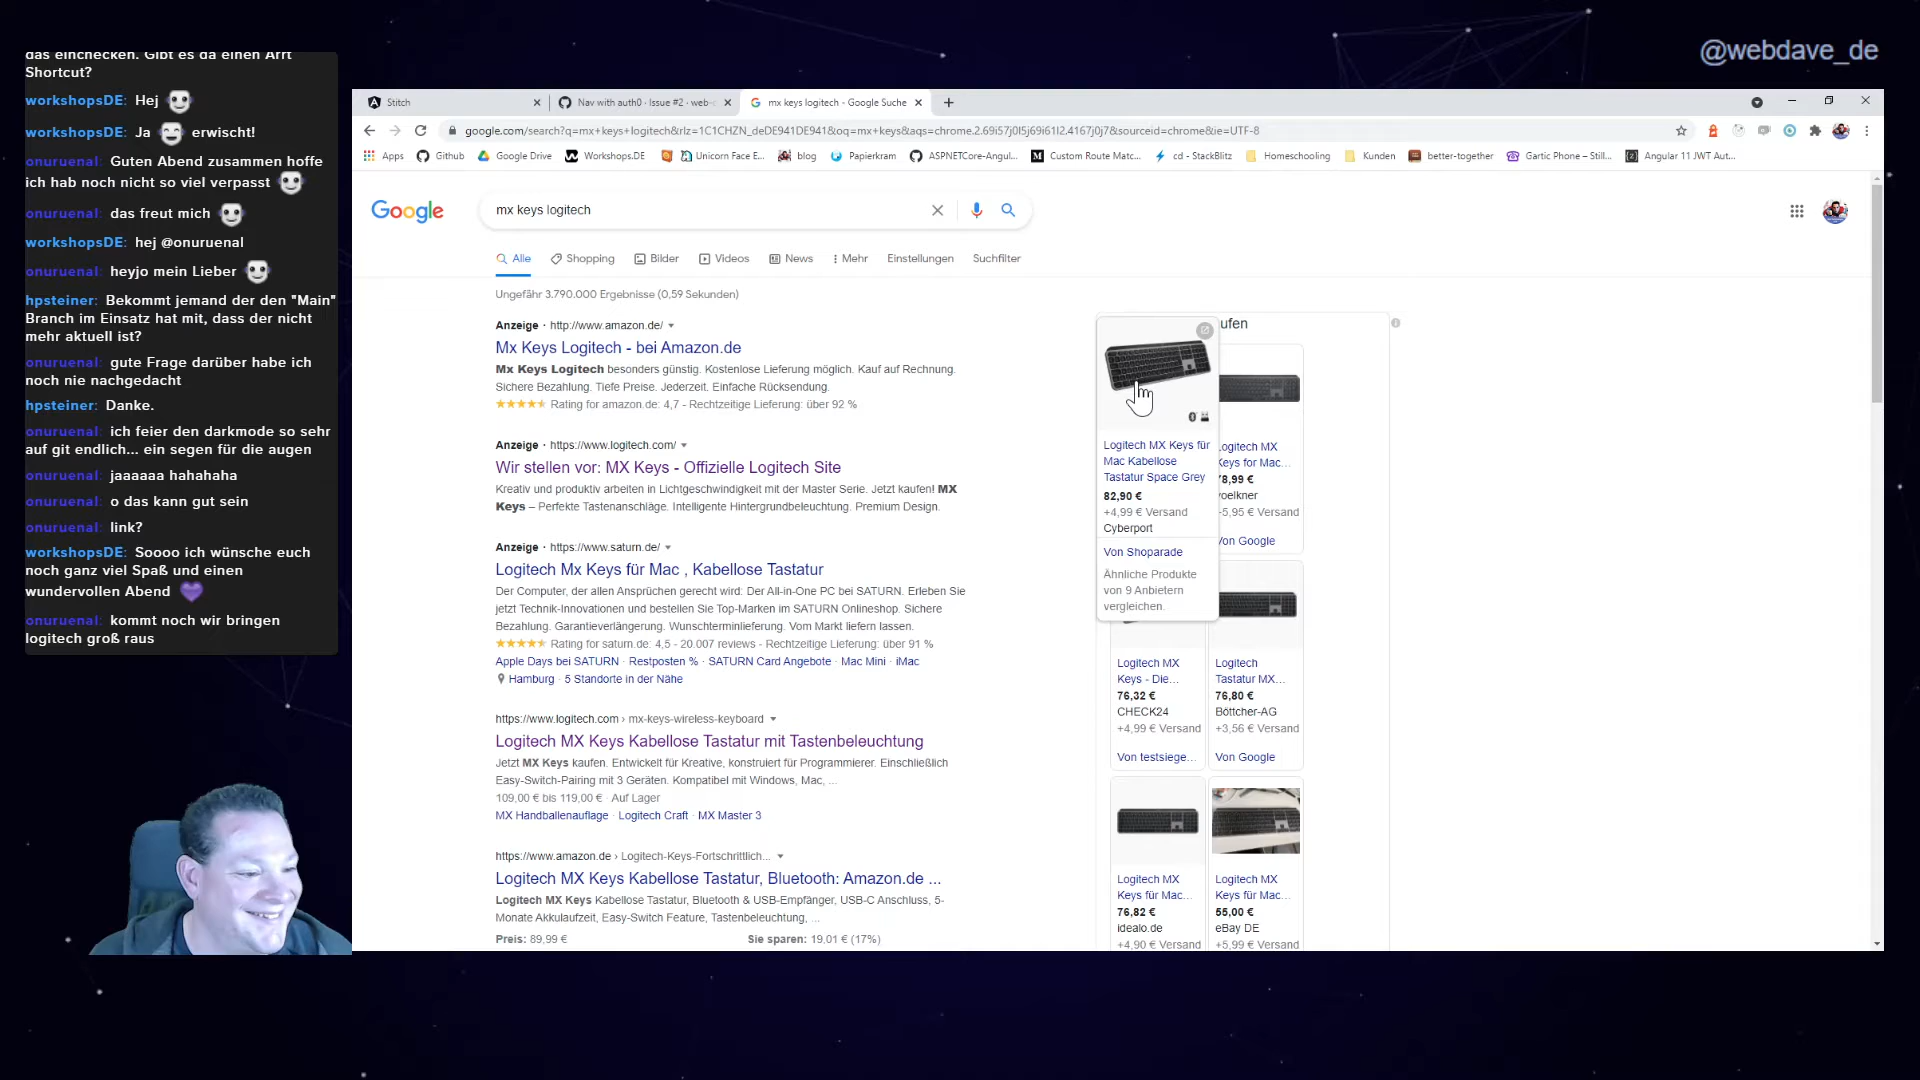 @webdave_de
das einchecken. Gibt es da einen
Shortcut?
workshopsDE: Hej
workshopsDE: Ja erwischt!
onuruenal: Guten Abend zusammen hoffe
ich hab noch nicht so viel verpasst
onuruenal: das freut mich
workshopsDE: hej @onuruenal
onuruenal: heyjo mein Lieber
hpsteiner: Bekommt jemand der den "Main"
Branch im Einsatz hat mit, dass der nicht
mehr aktuell ist?
onuruenal: gute Frage darüber habe ich
noch nie nachgedacht
hpsteiner: Danke.
onuruenal: ich feier den darkmode so sehr
auf git endlich... ein segen für die augen
onuruenal: jaaaaaa hahahaha
onuruenal: o das kann gut sein
onuruenal: link?
workshopsDE: Soooo ich wünsche euch
noch ganz viel Spaß und einen
wundervollen Abend
onuruenal: kommt noch wir bringen
logitech groß raus
Stitch
Nav with auth0 · Issue #2 · web-
mx keys logitech - Google Suche
google.com/search?q=mx+keys+logitech&rlz=1C1CHZN_deDE941DE941&oq=mx+keys&aqs=chrome.2.69i57j0l5j69i61l2.4167j0j7&sourceid=chrome&ie=UTF-8
Apps Github Google Drive Workshops.DE Unicorn Face E... blog Papierkram ASPNETCore-Angul... Custom Route Matc... cd - StackBlitz Homeschooling Kunden better-together Gartic Phone – Still... Angular 11 JWT Aut...
Google
mx keys logitech
Alle Shopping Bilder Videos News Mehr Einstellungen Suchfilter
Ungefähr 3.790.000 Ergebnisse (0,59 Sekunden)
Anzeige · http://www.amazon.de/
Mx Keys Logitech - bei Amazon.de
Mx Keys Logitech besonders günstig. Kostenlose Lieferung möglich. Kauf auf Rechnung.
Sichere Bezahlung. Tiefe Preise. Jederzeit. Einfache Rücksendung.
Rating for amazon.de: 4,7 - Rechtzeitige Lieferung: über 92 %
Anzeige · https://www.logitech.com/
Wir stellen vor: MX Keys - Offizielle Logitech Site
Kreativ und produktiv arbeiten in Lichtgeschwindigkeit mit der Master Serie. Jetzt kaufen! MX
Keys – Perfekte Tastenanschläge. Intelligente Hintergrundbeleuchtung. Premium Design.
Anzeige · https://www.saturn.de/
Logitech Mx Keys für Mac , Kabellose Tastatur
Der Computer, der allen Ansprüchen gerecht wird: Der All-in-One PC bei SATURN. Erleben Sie
jetzt Technik-Innovationen und bestellen Sie Top-Marken im SATURN Onlineshop. Sichere
Bezahlung. Garantieverlängerung. Wunschterminlieferung. Vom Markt liefern lassen.
Rating for saturn.de: 4,5 - 20.007 reviews - Rechtzeitige Lieferung: über 91 %
Apple Days bei SATURN · Restposten % · SATURN Card Angebote · Mac Mini · iMac
Hamburg · 5 Standorte in der Nähe
https://www.logitech.com › mx-keys-wireless-keyboard
Logitech MX Keys Kabellose Tastatur mit Tastenbeleuchtung
Jetzt MX Keys kaufen. Entwickelt für Kreative, konstruiert für Programmierer. Einschließlich
Easy-Switch-Pairing mit 3 Geräten. Kompatibel mit Windows, Mac, ...
109,00 € bis 119,00 € · Auf Lager
MX Handballenauflage · Logitech Craft · MX Master 3
https://www.amazon.de › Logitech-Keys-Fortschrittlich...
Logitech MX Keys Kabellose Tastatur, Bluetooth: Amazon.de ...
Logitech MX Keys Kabellose Tastatur, Bluetooth & USB-Empfänger, USB-C Anschluss, 5-
Monate Akkulaufzeit, Easy-Switch Feature, Tastenbeleuchtung, ...
Preis: 89,99 € Sie sparen: 19,01 € (17%)
ufen
Logitech MX Keys für
Mac Kabellose
Tastatur Space Grey
82,90 €
+4,99 € Versand
Cyberport
Von Shoparade
Ähnliche Produkte
von 9 Anbietern
vergleichen.
Logitech MX
Keys for Mac...
78,99 €
voelkner
+5,95 € Versand
Von Google
Logitech MX
Keys - Die...
76,32 €
CHECK24
+4,99 € Versand
Von testsiege...
Logitech
Tastatur MX...
76,80 €
Böttcher-AG
+3,56 € Versand
Von Google
Logitech MX
Keys für Mac...
76,82 €
idealo.de
+4,90 € Versand
Logitech MX
Keys für Mac...
55,00 €
eBay DE
+5,99 € Versand